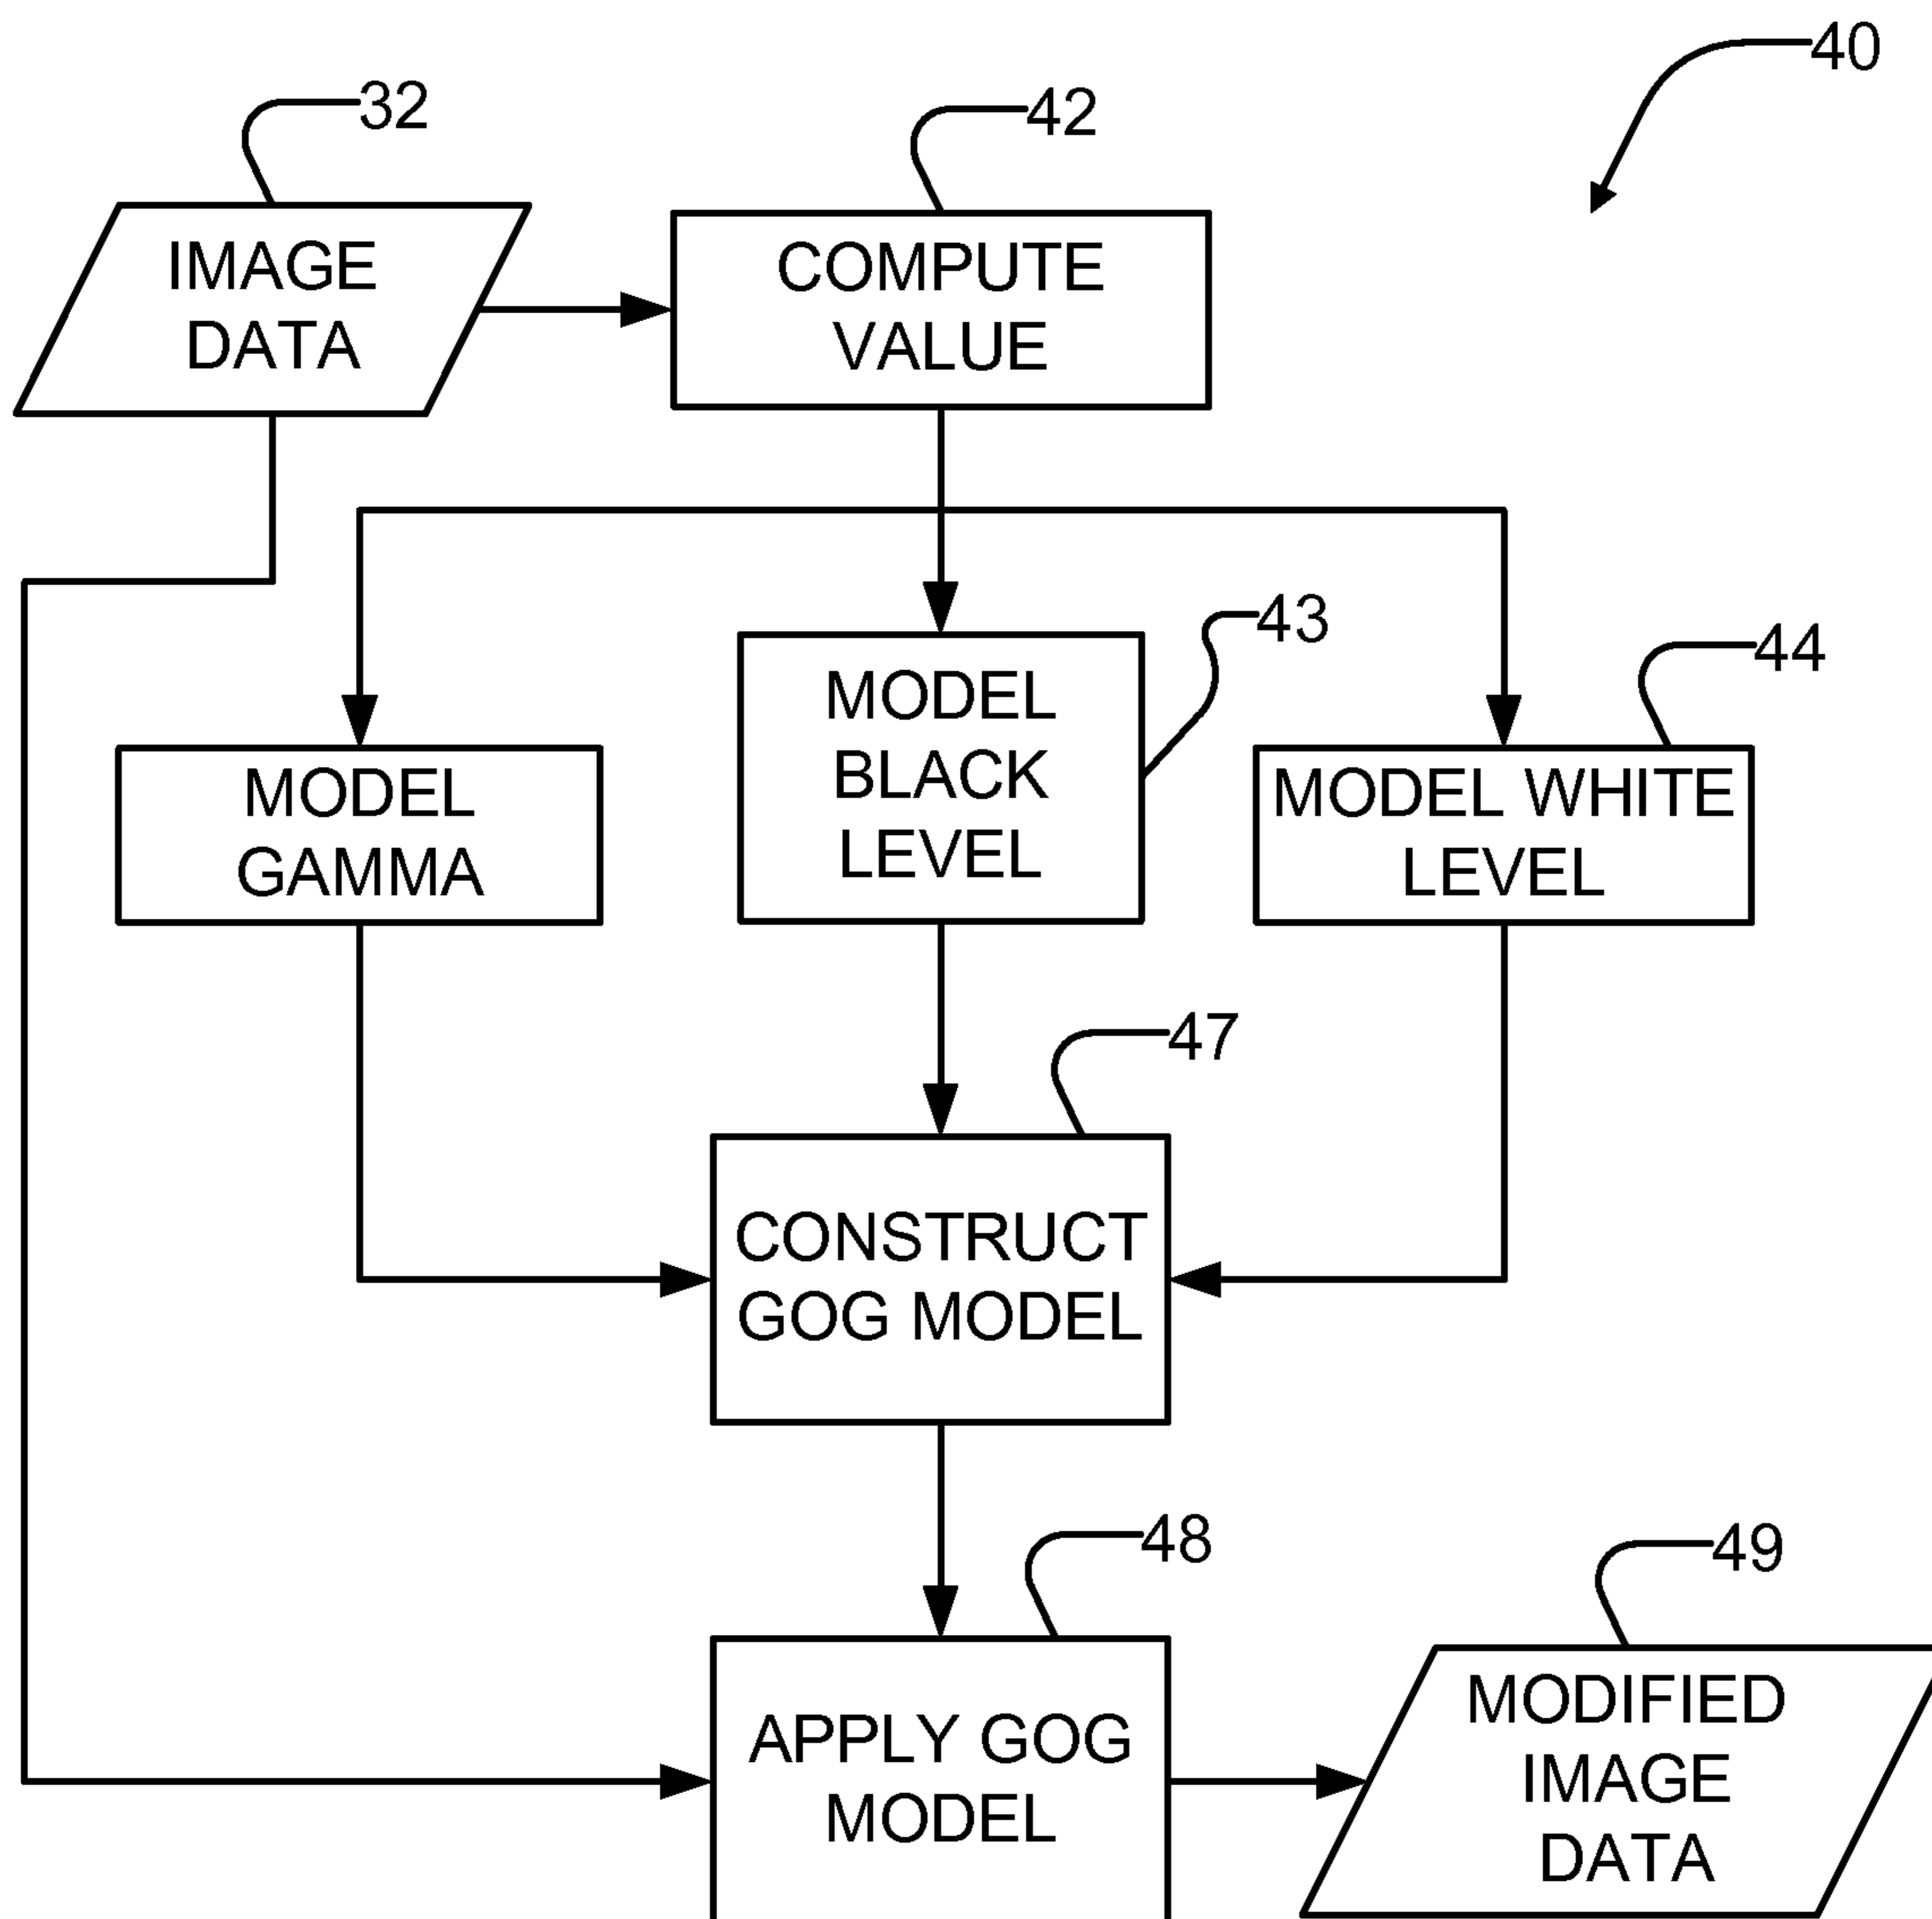 40
32
42
IMAGE
DATA
COMPUTE
VALUE
43
44
MODEL
GAMMA
MODEL
BLACK
LEVEL
MODEL WHITE
LEVEL
47
CONSTRUCT
GOG MODEL
48
49
APPLY GOG
MODEL
MODIFIED
IMAGE
DATA